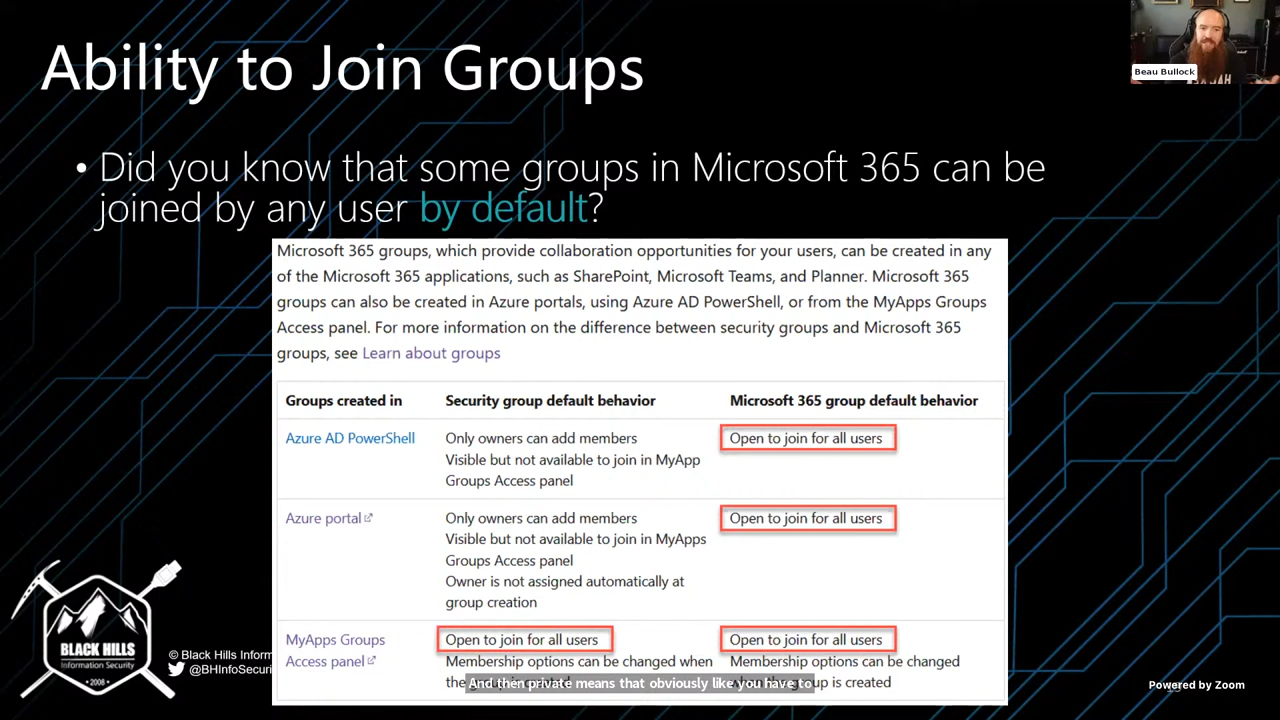 Ability to Join Groups
Beau Bullock
• Did you know that some groups in Microsoft 365 can be
joined by any user by default?
Microsoft 365 groups, which provide collaboration opportunities for your users, can be created in any
of the Microsoft 365 applications, such as SharePoint, Microsoft Teams, and Planner. Microsoft 365
groups can also be created in Azure portals, using Azure AD PowerShell, or from the MyApps Groups
Access panel. For more information on the difference between security groups and Microsoft 365
groups, see Learn about groups
Groups created in Security group default behavior Microsoft 365 group default behavior
Azure AD PowerShell Only owners can add members Open to join for all users
Visible but not available to join in MyApp
Groups Access panel
Azure portal Only owners can add members Open to join for all users
Visible but not available to join in MyApps
Groups Access panel
Owner is not assigned automatically at
group creation
MyApps Groups Open to join for all users Open to join for all users
Access panel Membership options can be changed when Membership options can be changed
the group is created
And then private means that obviously like you have to
BLACK HILLS
Information Security
• 2008 •
© Black Hills Inform
@BHInfoSecuri
Powered by Zoom